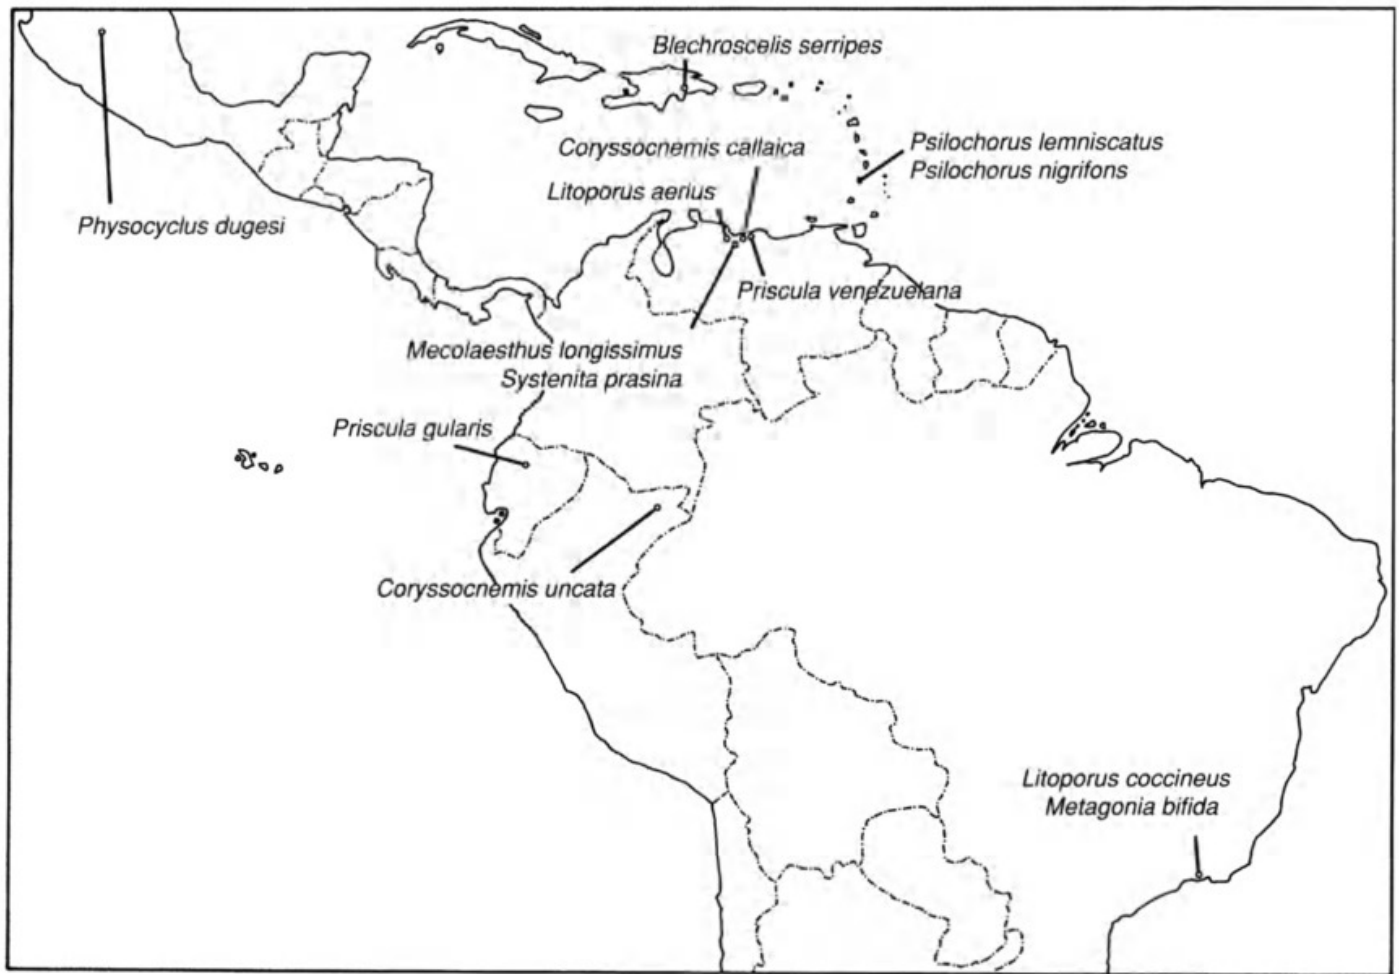 Blechroscelis serripes
Coryssocnemis callaica
Psilochorus lemniscatus
Psilochorus nigrifons
Litoporus aerius
Physocyclus dugesi
Priscula venezuelana
Mecolaesthus longissimus
Systenita prasina
Priscula gularis
Coryssocnemis uncata
Litoporus coccineus
Metagonia bifida